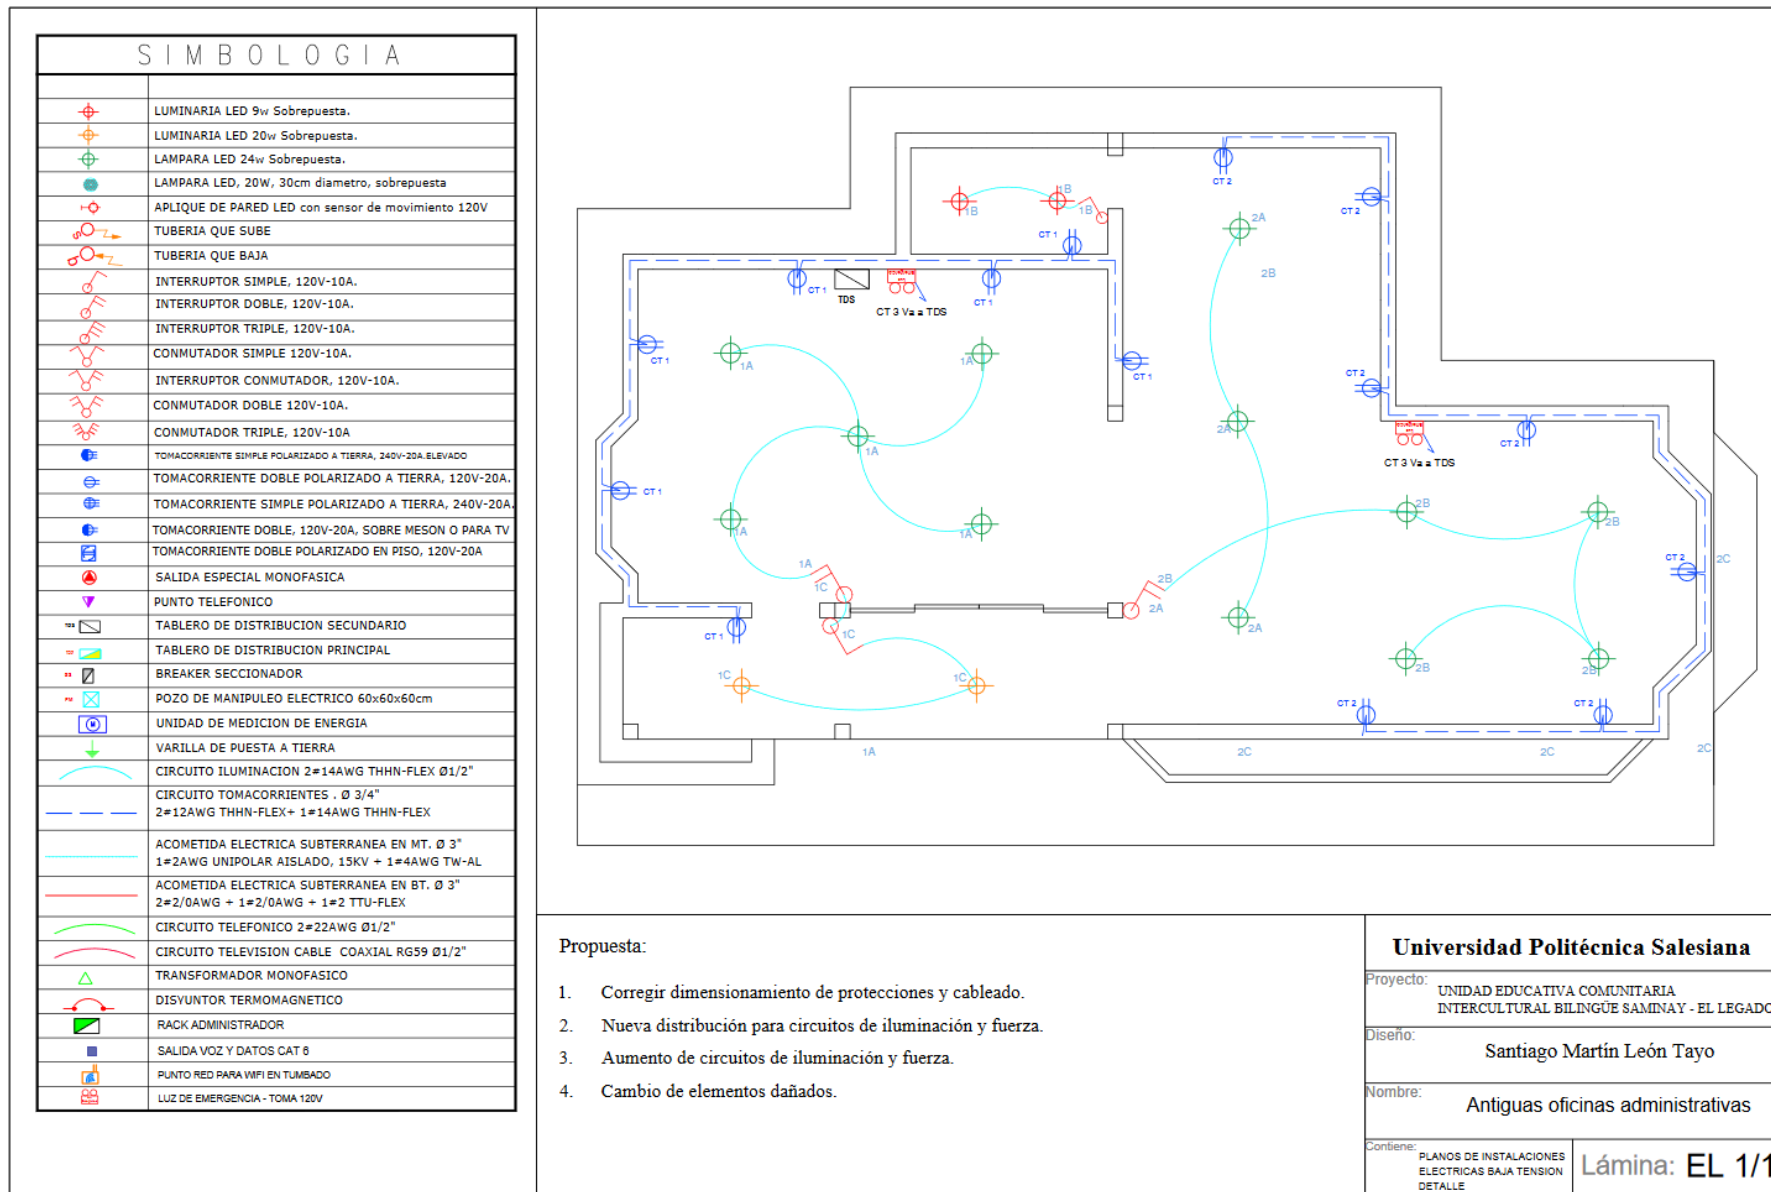 SIMBOLOGIA
LUMINARIA LED 9w Sobrepuesta.
LUMINARIA LED 20w Sobrepuesta.
LAMPARA LED 24w Sobrepuesta.
LAMPARA LED, 20W, 30cm diametro, sobrepuesta
APLIQUE DE PARED LED con sensor de movimiento 120V
TUBERIA QUE SUBE
TUBERIA QUE BAJA
INTERRUPTOR SIMPLE, 120V-10A.
INTERRUPTOR DOBLE, 120V-10A.
INTERRUPTOR TRIPLE, 120V-10A.
CONMUTADOR SIMPLE 120V-10A.
INTERRUPTOR CONMUTADOR, 120V-10A.
CONMUTADOR DOBLE 120V-10A.
CONMUTADOR TRIPLE, 120V-10A
TOMACORRIENTE SIMPLE POLARIZADO A TIERRA, 240V-20A.ELEVADO
TOMACORRIENTE DOBLE POLARIZADO A TIERRA, 120V-20A.
TOMACORRIENTE SIMPLE POLARIZADO A TIERRA, 240V-20A.
TOMACORRIENTE DOBLE, 120V-20A, SOBRE MESON O PARA TV
TOMACORRIENTE DOBLE POLARIZADO EN PISO, 120V-20A
SALIDA ESPECIAL MONOFASICA
PUNTO TELEFONICO
TABLERO DE DISTRIBUCION SECUNDARIO
TABLERO DE DISTRIBUCION PRINCIPAL
BREAKER SECCIONADOR
POZO DE MANIPULEO ELECTRICO 60x60x60cm
UNIDAD DE MEDICION DE ENERGIA
VARILLA DE PUESTA A TIERRA
CIRCUITO ILUMINACION 2#14AWG THHN-FLEX Ø1/2"
CIRCUITO TOMACORRIENTES . Ø 3/4"
2#12AWG THHN-FLEX+ 1#14AWG THHN-FLEX
ACOMETIDA ELECTRICA SUBTERRANEA EN MT. Ø 3"
1#2AWG UNIPOLAR AISLADO, 15KV + 1#4AWG TW-AL
ACOMETIDA ELECTRICA SUBTERRANEA EN BT. Ø 3"
2#2/0AWG + 1#2/0AWG + 1#2 TTU-FLEX
CIRCUITO TELEFONICO 2#22AWG Ø1/2"
CIRCUITO TELEVISION CABLE COAXIAL RG59 Ø1/2"
TRANSFORMADOR MONOFASICO
DISYUNTOR TERMOMAGNETICO
RACK ADMINISTRADOR
SALIDA VOZ Y DATOS CAT 6
PUNTO RED PARA WIFI EN TUMBADO
LUZ DE EMERGENCIA - TOMA 120V
CT 2
1B
1B
1B
CT 2
2A
CT 1
2B
CT 1
TDS
CT 1
CT 3 Va a TDS
CT 1
1A
1A
CT 1
CT 2
2A
CT 2
1A
CT 3 Va a TDS
CT 1
2B
2B
1A
1A
1A
1C
2B
2A
CT 2
2C
CT 1
1C
2A
1C
1C
2B
2B
CT 2
CT 2
1A
2C
2C
2C
Propuesta:
1. Corregir dimensionamiento de protecciones y cableado.
2. Nueva distribución para circuitos de iluminación y fuerza.
3. Aumento de circuitos de iluminación y fuerza.
4. Cambio de elementos dañados.
Universidad Politécnica Salesiana
Proyecto:
UNIDAD EDUCATIVA COMUNITARIA
INTERCULTURAL BILINGÜE SAMINAY - EL LEGADO
Diseño:
Santiago Martín León Tayo
Nombre:
Antiguas oficinas administrativas
Contiene:
PLANOS DE INSTALACIONES
ELECTRICAS BAJA TENSION
DETALLE
Lámina: EL 1/1